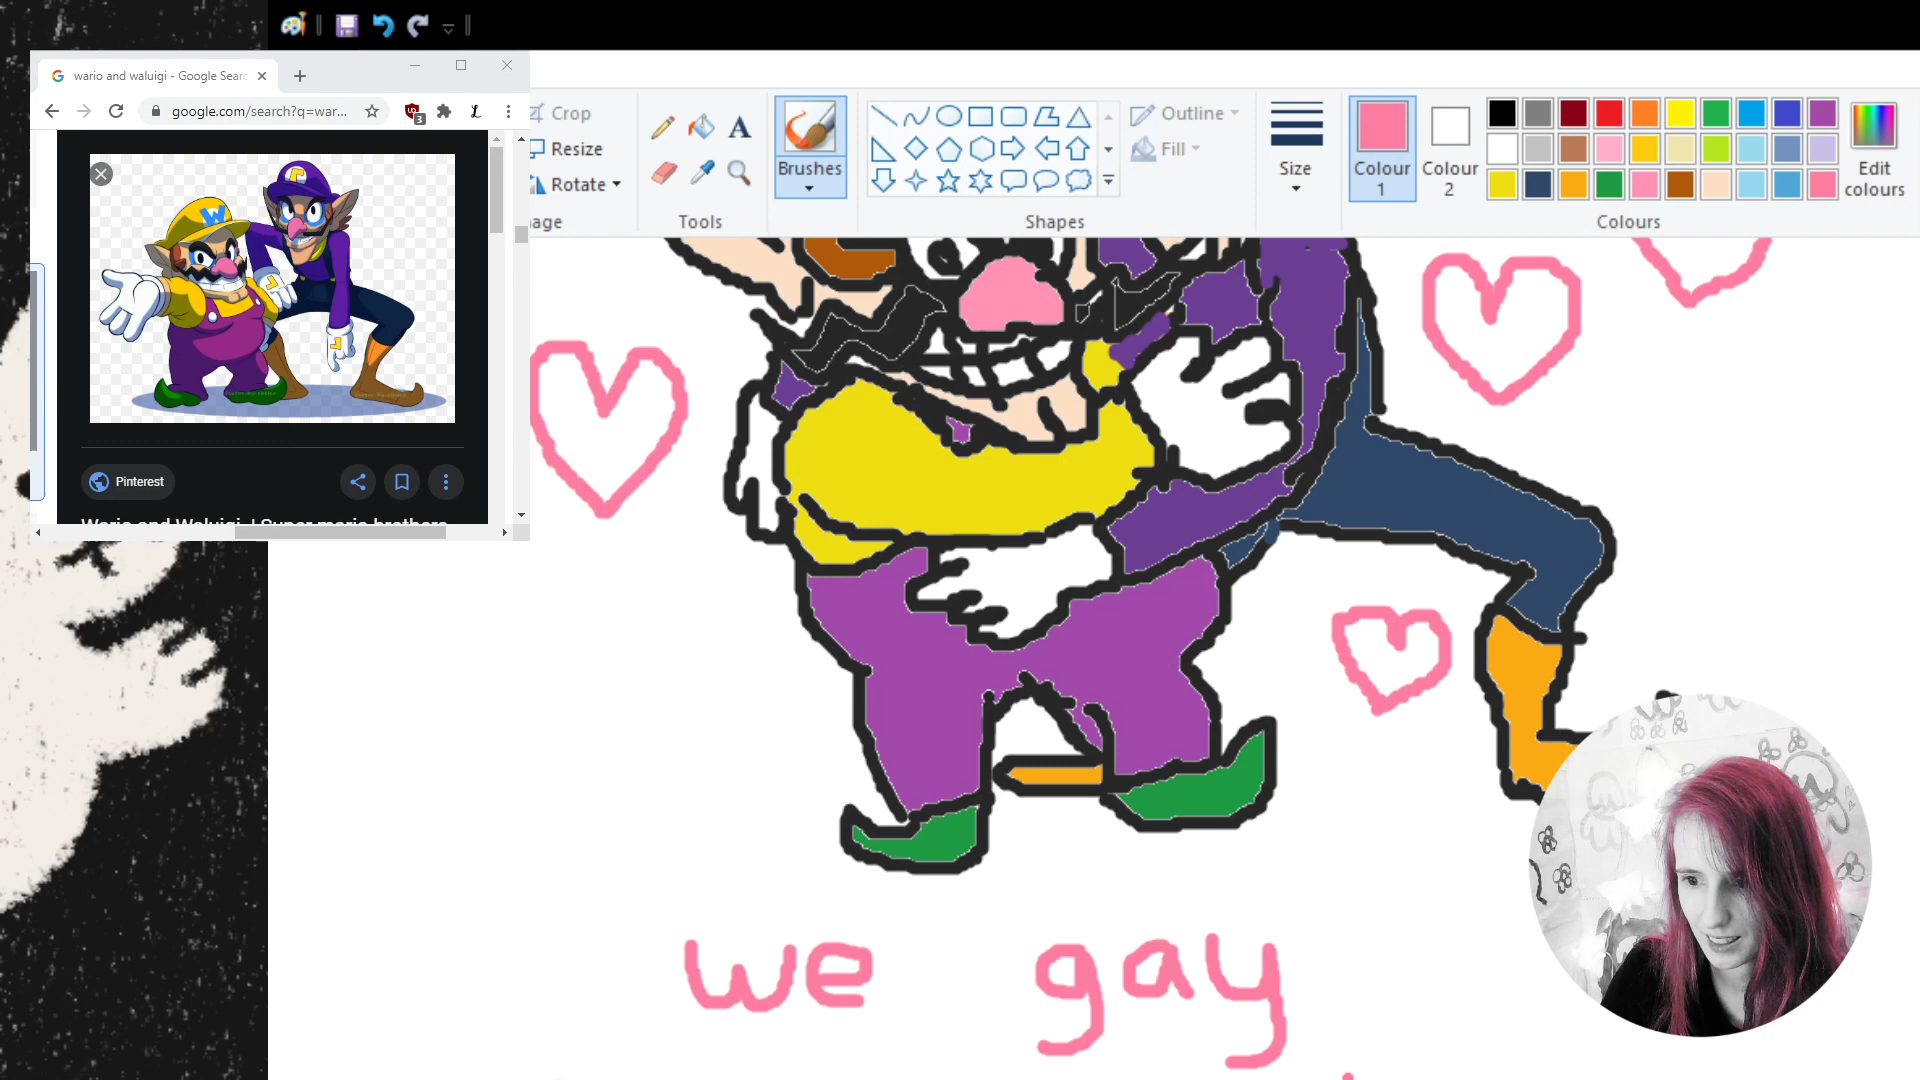 wario and waluigi - Google Searc
google.com/search?q=war...
3
W
Pinterest
Crop
Resize
Rotate
age
Tools
Brushes
Shapes
Outline
Fill
Size
Colour 1
Colour 2
Edit colours
Colours
we gay